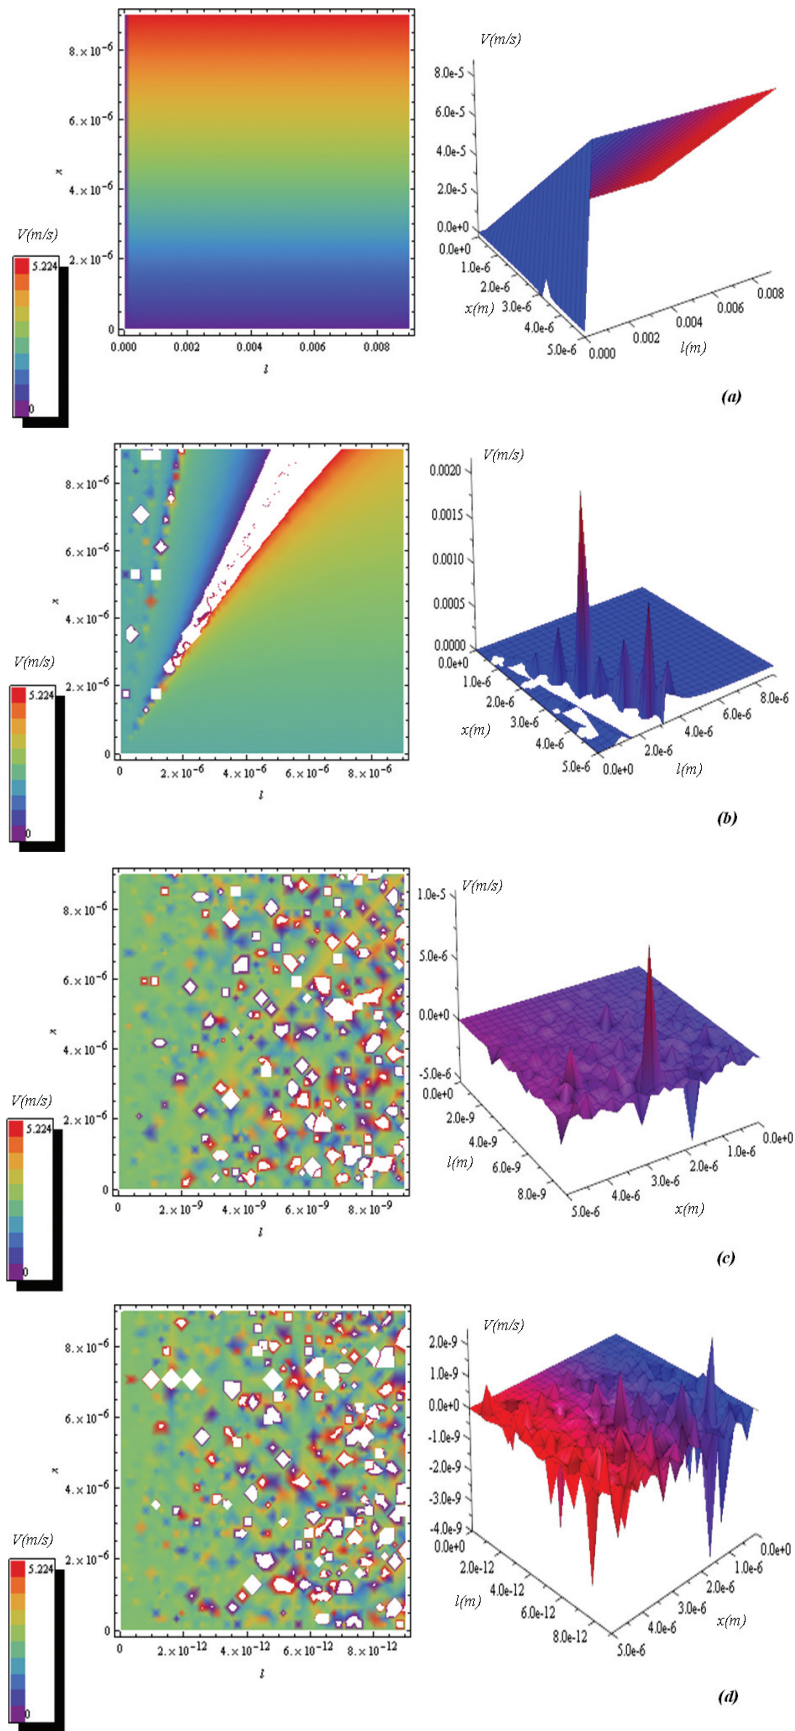 V(m/s)
5.224
0
x
8.×10-6
6.×10-6
4.×10-6
2.×10-6
0
0.000 0.002 0.004 0.006 0.008
l
V(m/s)
8.0e-5
6.0e-5
4.0e-5
2.0e-5
0.0e+0
0.0e+0
1.0e-6
2.0e-6
3.0e-6
4.0e-6
5.0e-6
x(m)
0.000 0.002 0.004 0.006 0.008
l(m)
(a)
V(m/s)
5.224
0
x
8.×10-6
6.×10-6
4.×10-6
2.×10-6
0
0 2.×10-6 4.×10-6 6.×10-6 8.×10-6
l
V(m/s)
0.0020
0.0015
0.0010
0.0005
0.0000
0.0e+0
1.0e-6
2.0e-6
3.0e-6
4.0e-6
5.0e-6
x(m)
0.0e+0 2.0e-6 4.0e-6 6.0e-6 8.0e-6
l(m)
(b)
V(m/s)
5.224
0
x
8.×10-6
6.×10-6
4.×10-6
2.×10-6
0
0 2.×10-9 4.×10-9 6.×10-9 8.×10-9
l
V(m/s)
1.0e-5
5.0e-6
0.0e+0
-5.0e-6
0.0e+0
2.0e-9
4.0e-9
6.0e-9
8.0e-9
l(m)
5.0e-6 4.0e-6 3.0e-6 2.0e-6 1.0e-6 0.0e+0
x(m)
(c)
V(m/s)
5.224
0
x
8.×10-6
6.×10-6
4.×10-6
2.×10-6
0
0 2.×10-12 4.×10-12 6.×10-12 8.×10-12
l
V(m/s)
2.0e-9
1.0e-9
0.0e+0
-1.0e-9
-2.0e-9
-3.0e-9
-4.0e-9
0.0e+0
2.0e-12
4.0e-12
6.0e-12
8.0e-12
l(m)
5.0e-6 4.0e-6 3.0e-6 2.0e-6 1.0e-6 0.0e+0
x(m)
(d)